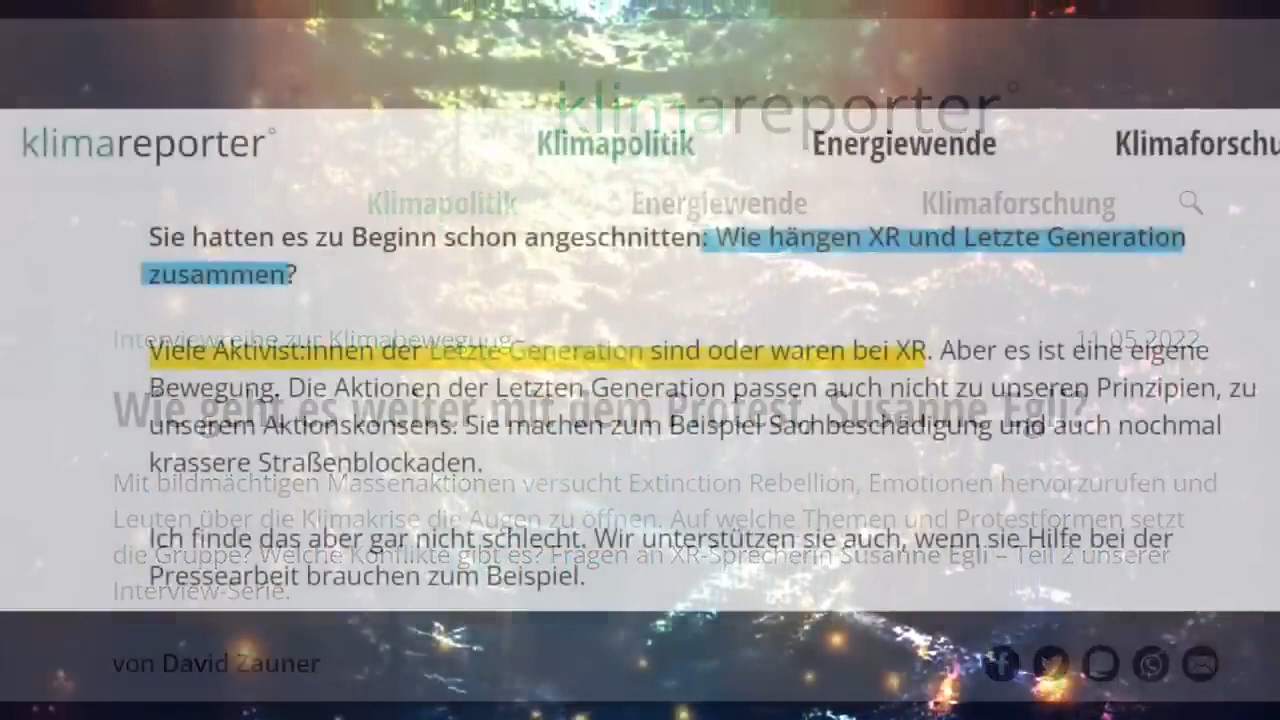 klimareporter°
klimareporter° Klimapolitik Energiewende Klimaforschu
Klimapolitik Energiewende Klimaforschung
Sie hatten es zu Beginn schon angeschnitten: Wie hängen XR und Letzte Generation
zusammen?
Interviewreihe zur Klimabewegung 11.05.2022
Viele Aktivist:innen der Letzte Generation sind oder waren bei XR. Aber es ist eine eigene
Bewegung. Die Aktionen der Letzten Generation passen auch nicht zu unseren Prinzipien, zu
Wie geht es weiter mit dem Protest, Susanne Egli?
unserem Aktionskonsens. Sie machen zum Beispiel Sachbeschädigung und auch nochmal
krassere Straßenblockaden.
Mit bildmächtigen Massenaktionen versucht Extinction Rebellion, Emotionen hervorzurufen und
Leuten über die Klimakrise die Augen zu öffnen. Auf welche Themen und Protestformen setzt
Ich finde das aber gar nicht schlecht. Wir unterstützen sie auch, wenn sie Hilfe bei der
die Gruppe? Welche Konflikte gibt es? Fragen an XR-Sprecherin Susanne Egli – Teil 2 unserer
Pressearbeit brauchen zum Beispiel.
Interview-Serie.
von David Zauner